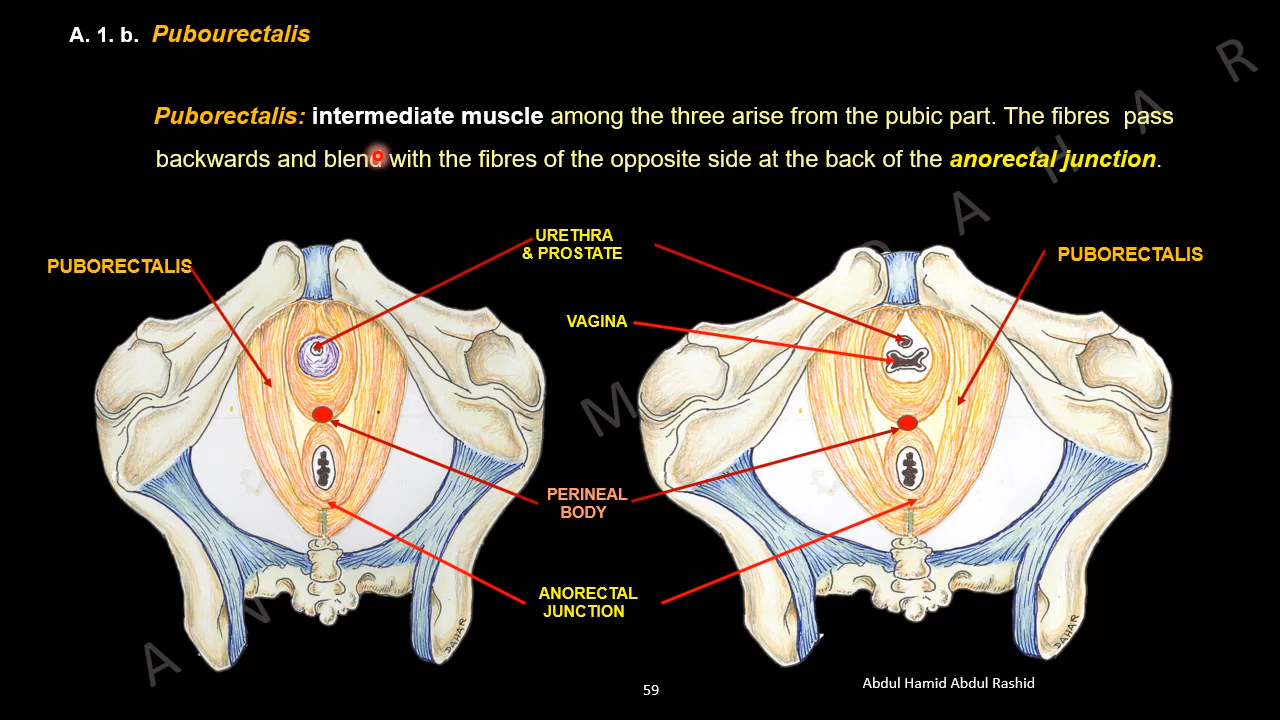 A. 1. b. Pubourectalis
Puborectalis: intermediate muscle among the three arise from the pubic part. The fibres pass
backwards and blend with the fibres of the opposite side at the back of the anorectal junction.
URETHRA
& PROSTATE
PUBORECTALIS
PUBORECTALIS
VAGINA
PERINEAL
BODY
ANORECTAL
JUNCTION
DAHAR
DAHAR
Abdul Hamid Abdul Rashid
59